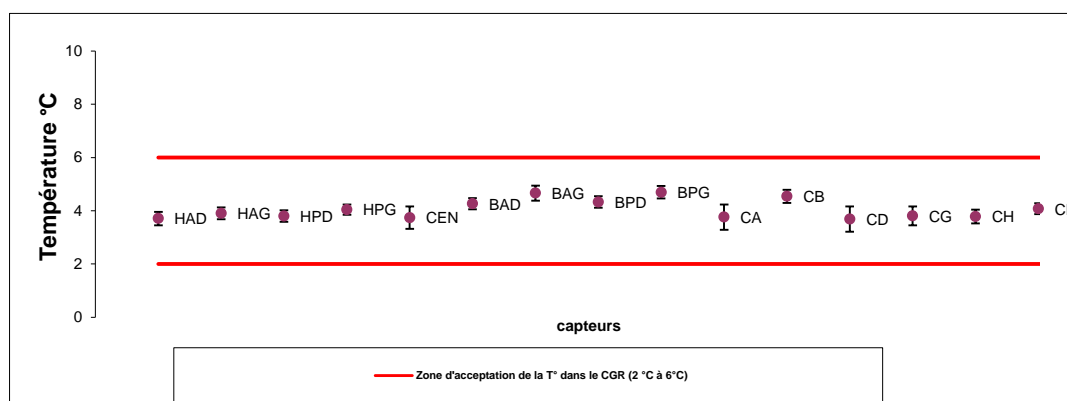 10
8
6
4
2
0
Température °C
HAD
HAG
HPD
HPG
CEN
BAD
BAG
BPD
BPG
CA
CB
CD
CG
CH
capteurs
Zone d'acceptation de la T° dans le CGR (2 °C à 6°C)